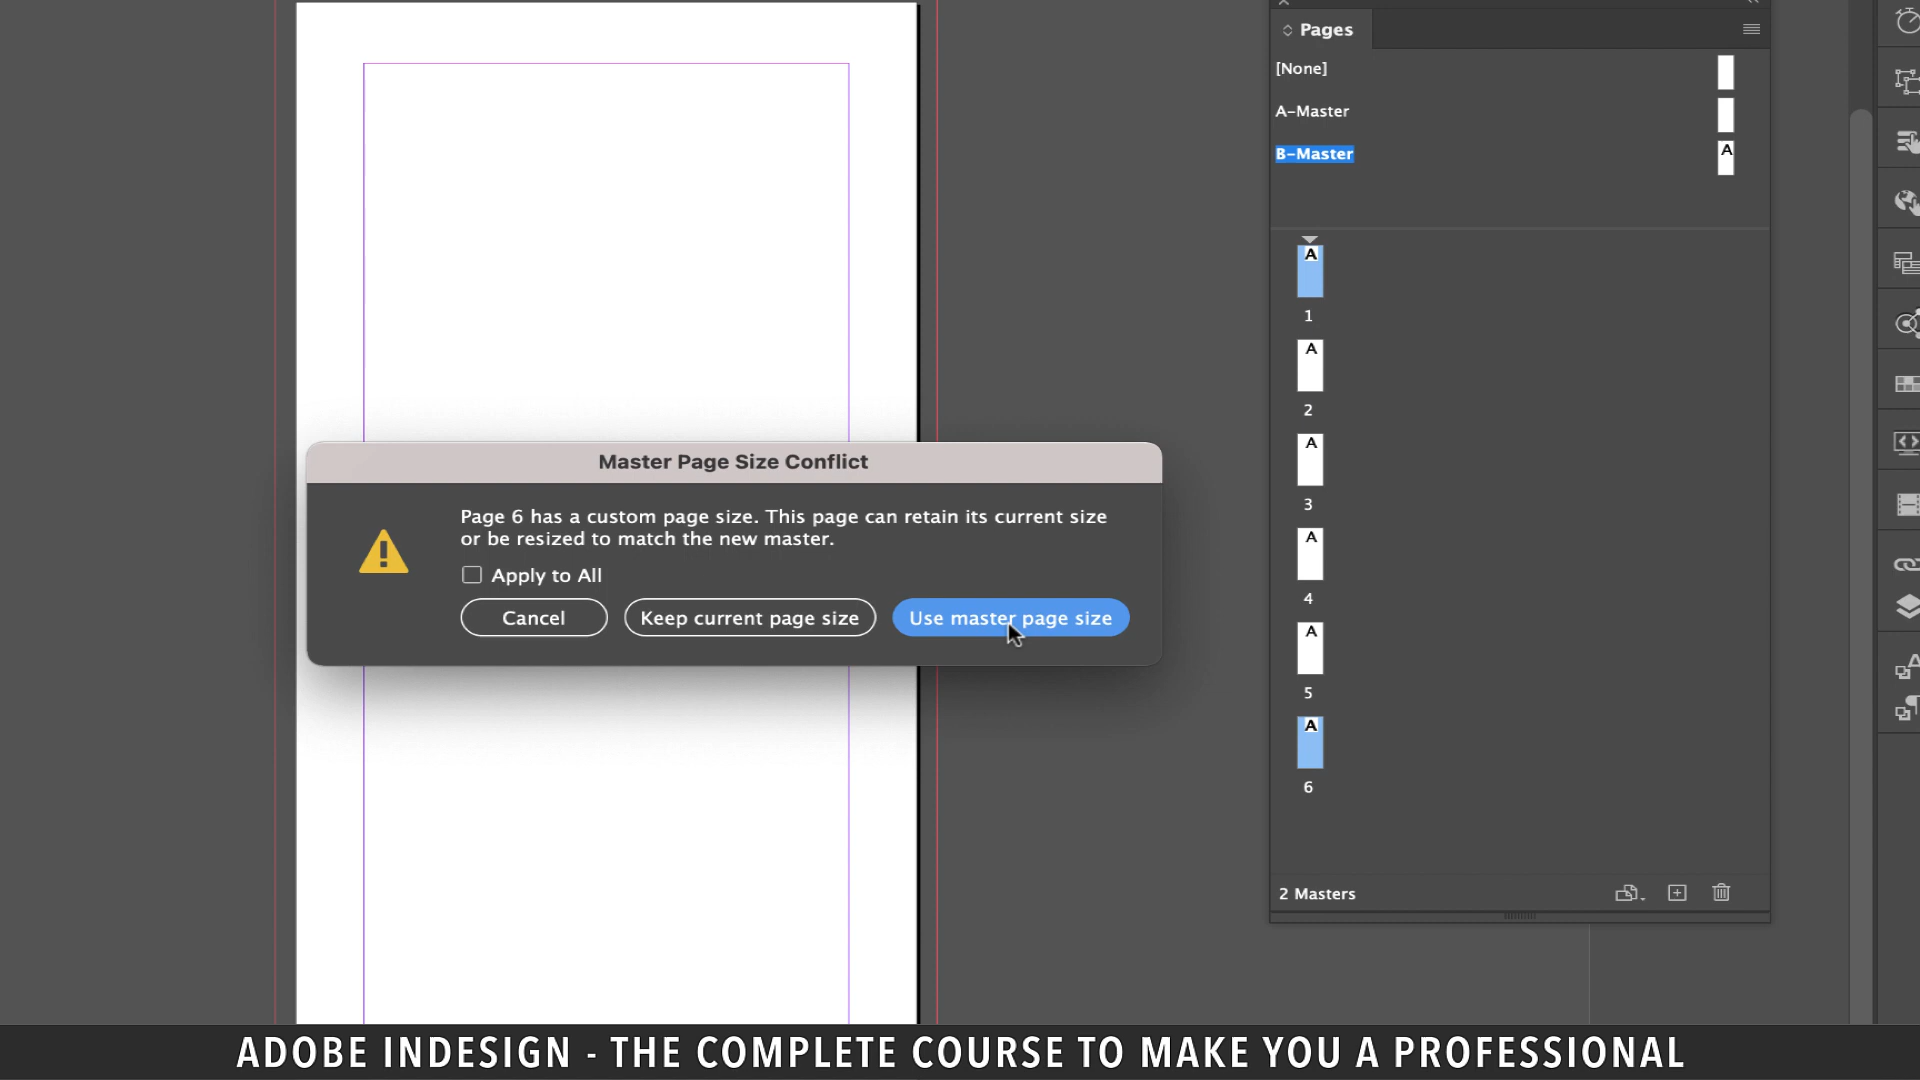 Pages
[None]
A-Master
B-Master
A
A
1
A
2
A
3
A
4
A
5
A
6
2 Masters
Master Page Size Conflict
Page 6 has a custom page size. This page can retain its current size
or be resized to match the new master.
Apply to All
Cancel
Keep current page size
Use master page size
ADOBE INDESIGN - THE COMPLETE COURSE TO MAKE YOU A PROFESSIONAL